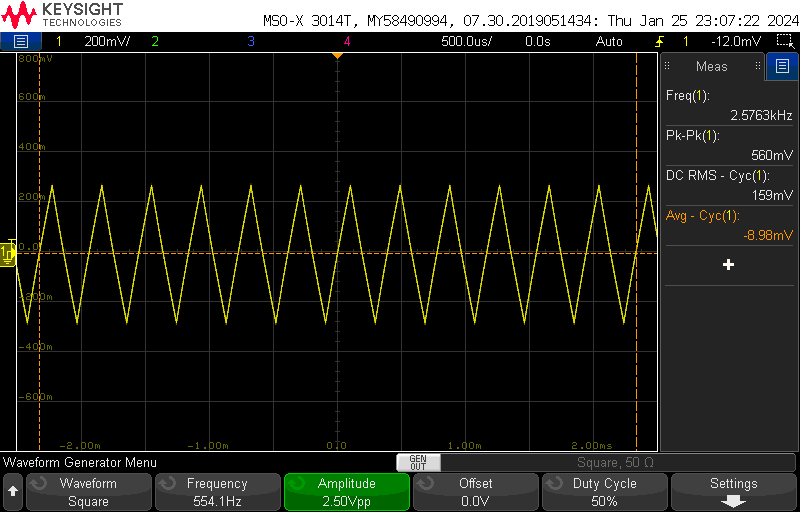 KEYSIGHT
TECHNOLOGIES
MSO-X 3014T, MY58490994, 07.30.2019051434: Thu Jan 25 23:07:22 2024
1 200mV/ 2 3 4 500.0us/ 0.0s Auto 1 -12.0mV
800mV
600m
400m
200m
0.0
-200m
-400m
-600m
-2.00m -1.00m 0.0 1.00m 2.00ms
T
1
Meas
Freq(1):
2.5763kHz
Pk-Pk(1):
560mV
DC RMS - Cyc(1):
159mV
Avg - Cyc(1):
-8.98mV
Waveform Generator Menu
GEN
OUT
Square, 50 Ω
Waveform
Square
Frequency
554.1Hz
Amplitude
2.50Vpp
Offset
0.0V
Duty Cycle
50%
Settings